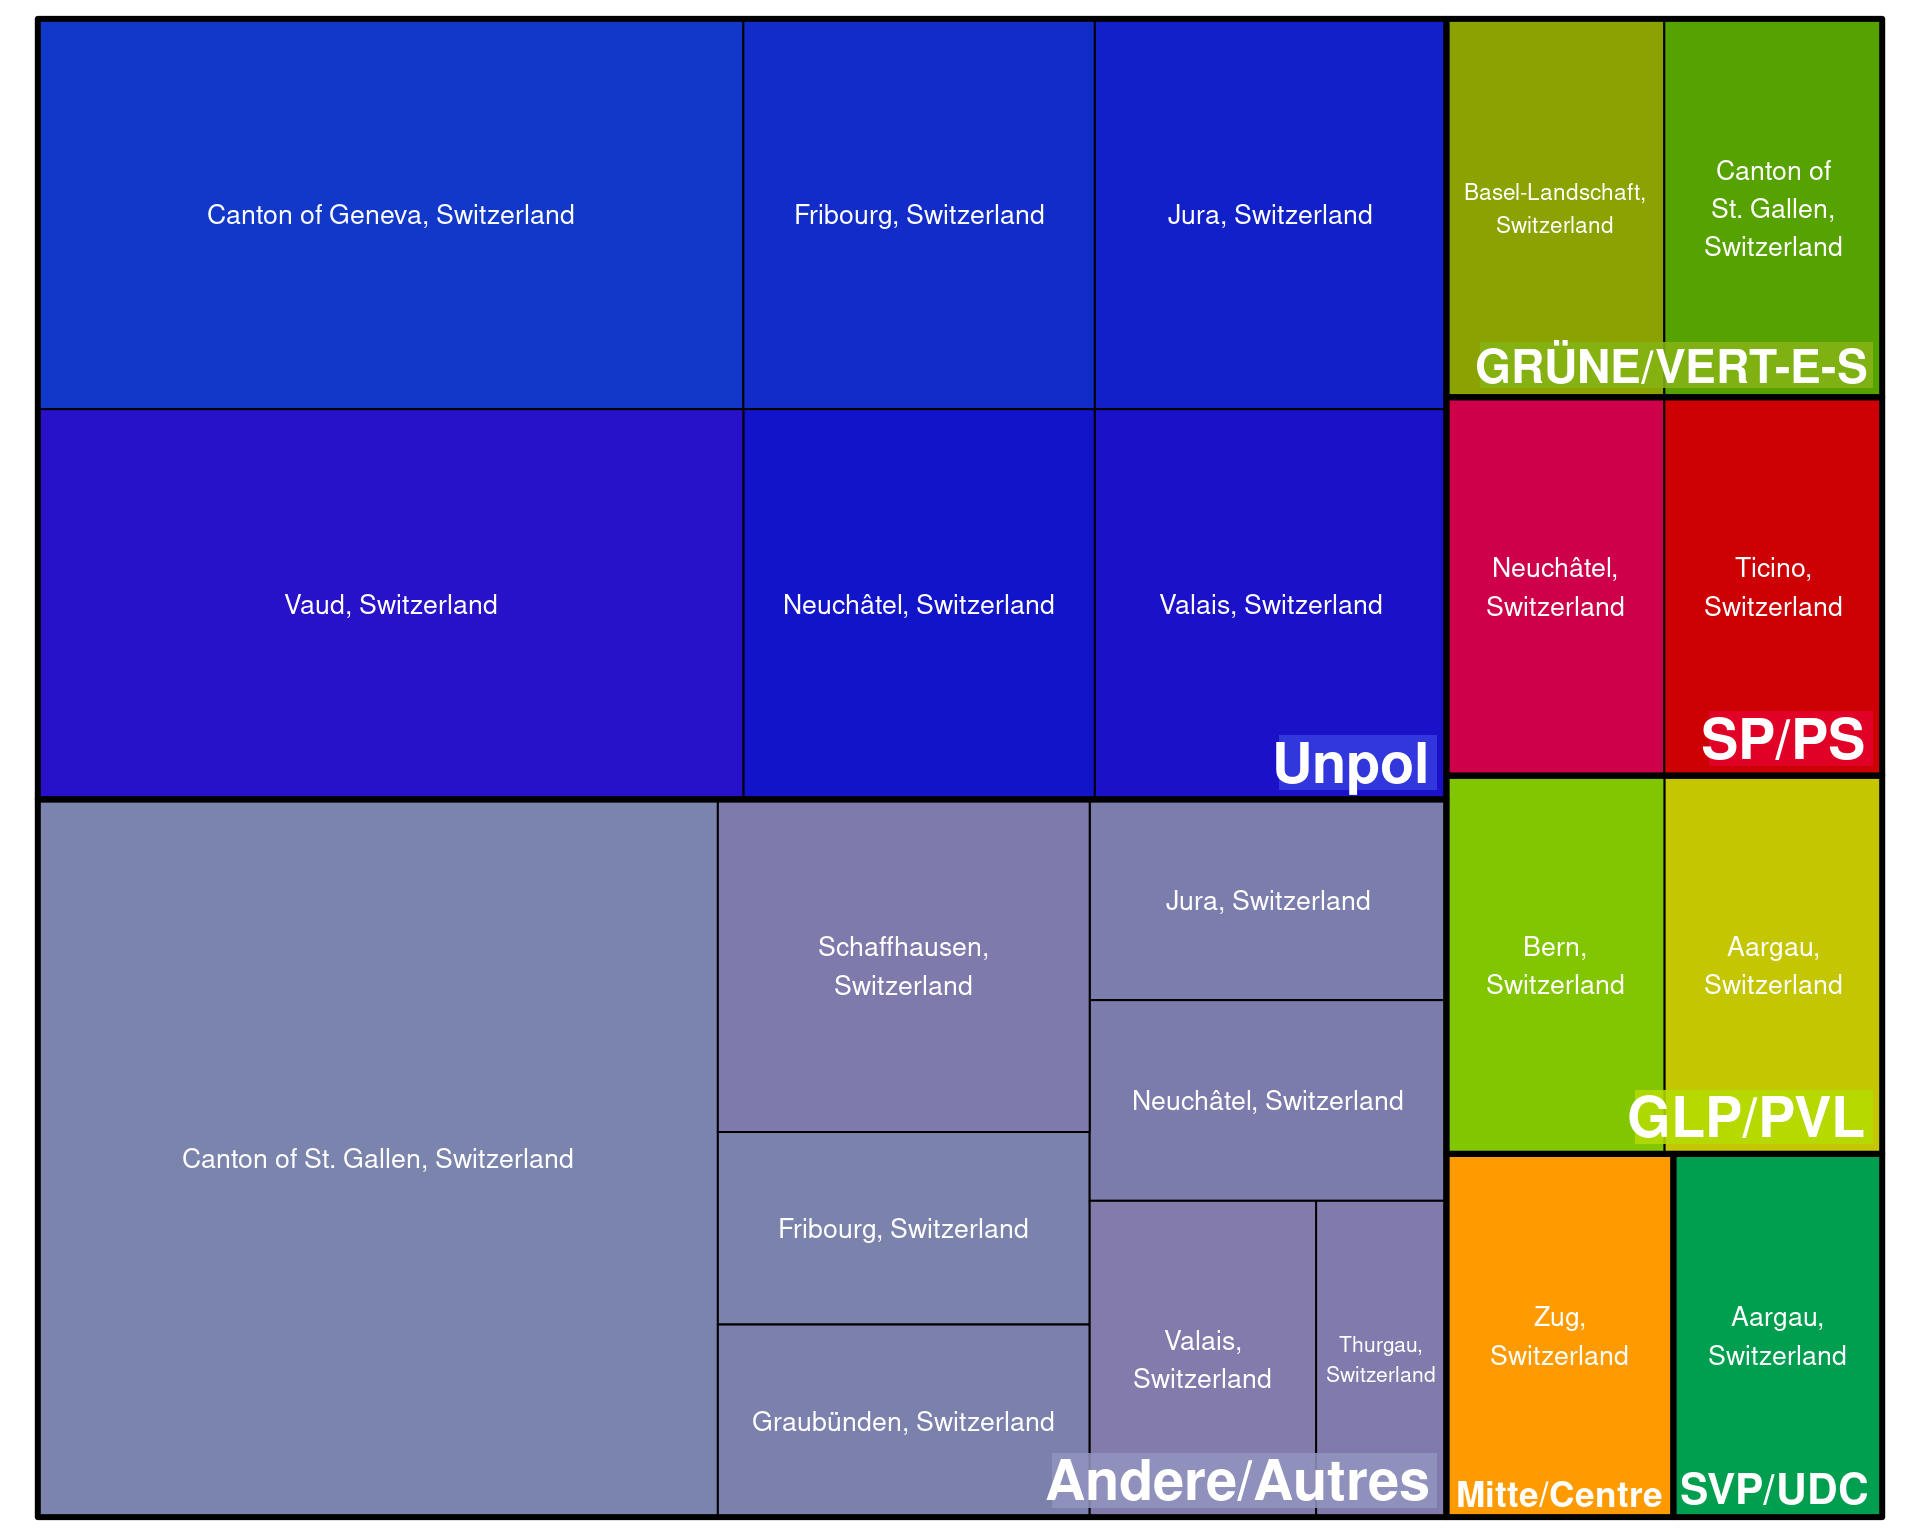 Canton of Geneva, Switzerland
Fribourg, Switzerland
Jura, Switzerland
Vaud, Switzerland
Neuchâtel, Switzerland
Valais, Switzerland
Unpol
Canton of St. Gallen, Switzerland
Schaffhausen,
Switzerland
Fribourg, Switzerland
Graubünden, Switzerland
Jura, Switzerland
Neuchâtel, Switzerland
Valais,
Switzerland
Thurgau,
Switzerland
Andere/Autres
Basel-Landschaft,
Switzerland
Canton of
St. Gallen,
Switzerland
GRÜNE/VERT-E-S
Neuchâtel,
Switzerland
Ticino,
Switzerland
SP/PS
Bern,
Switzerland
Aargau,
Switzerland
GLP/PVL
Zug,
Switzerland
Mitte/Centre
Aargau,
Switzerland
SVP/UDC